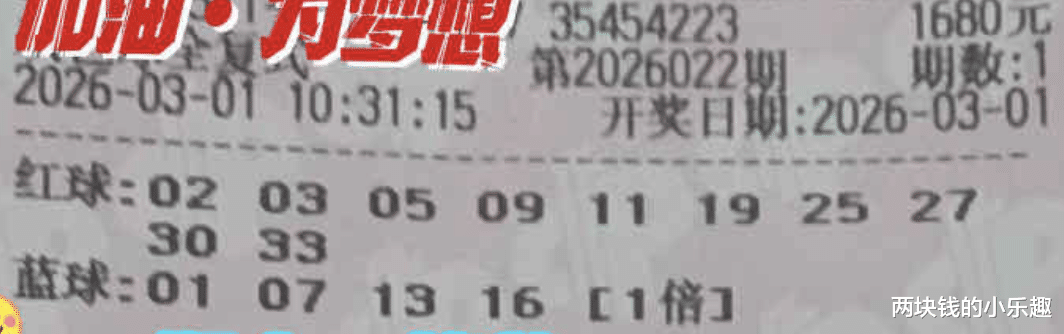 加油·为梦想
35454223 1680元
全复式 第2026022期 期数:1
2026-03-01 10:31:15 开奖日期:2026-03-01
红球:02 03 05 09 11 19 25 27
30 33
蓝球:01 07 13 16 [1倍]
两块钱的小乐趣